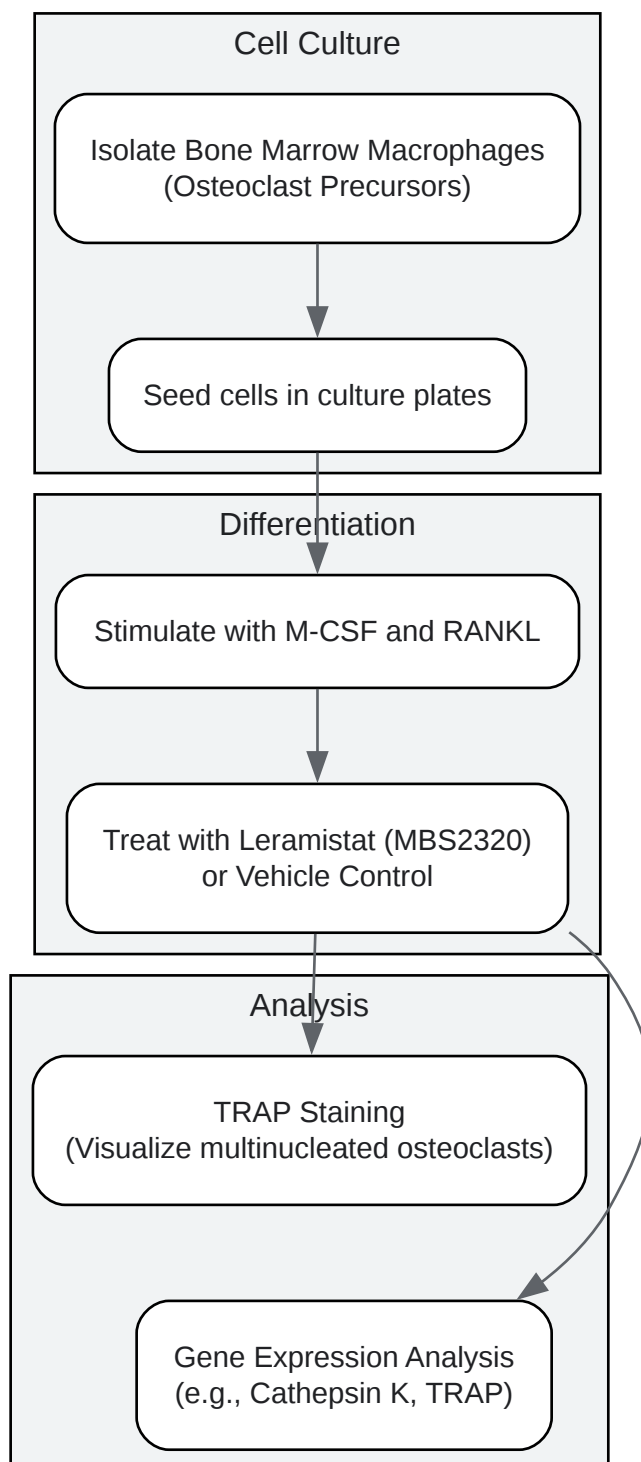 Cell Culture
Isolate Bone Marrow Macrophages
(Osteoclast Precursors)
Seed cells in culture plates
Differentiation
Stimulate with M-CSF and RANKL
Treat with Leramistat (MBS2320)
or Vehicle Control
Analysis
TRAP Staining
(Visualize multinucleated osteoclasts)
Gene Expression Analysis
(e.g., Cathepsin K, TRAP)